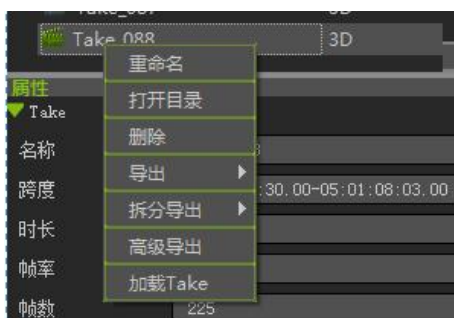 Take_088 3D
重命名
属性
打开目录
Take
删除
名称
导出
跨度 :30.00-05:01:08:03.00
拆分导出
时长
高级导出
帧率
加载Take
帧数 225